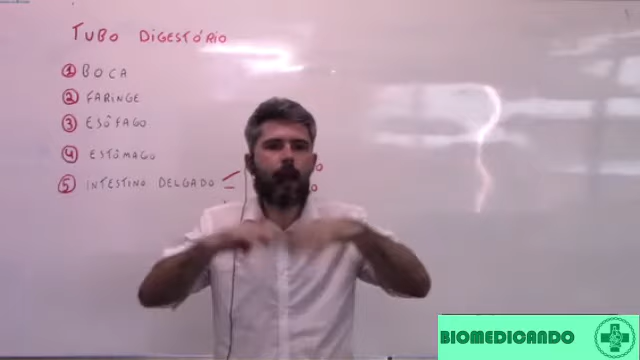 TUBO DIGESTÓRIO
1 BOCA
2 FARINGE
3 ESÔFAGO
4 ESTÔMAGO
5 INTESTINO DELGADO
BIOMEDICANDO